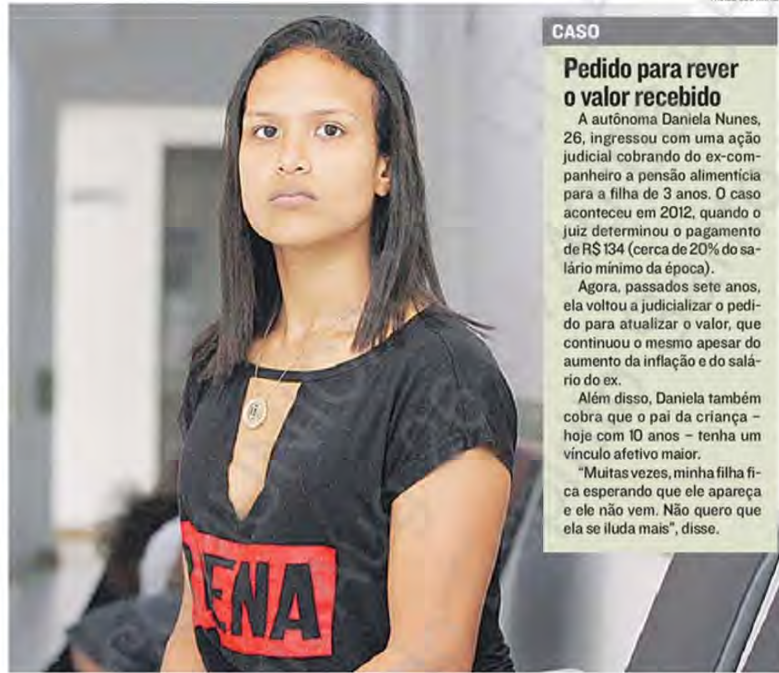 CASO
Pedido para rever
o valor recebido
A autônoma Daniela Nunes,
26, ingressou com uma ação
judicial cobrando do ex-com-
panheiro a pensão alimentícia
para a filha de 3 anos. O caso
aconteceu em 2012, quando o
juiz determinou o pagamento
de R$ 134 (cerca de 20% do sa-
lário mínimo da época).
Agora, passados sete anos,
ela voltou a judicializar o pedi-
do para atualizar o valor, que
continuou o mesmo apesar do
aumento da inflação e do salá-
rio do ex.
Além disso, Daniela também
cobra que o pai da criança –
hoje com 10 anos – tenha um
vínculo afetivo maior.
“Muitas vezes, minha filha fi-
ca esperando que ele apareça
e ele não vem. Não quero que
ela se iluda mais”, disse.
ENA